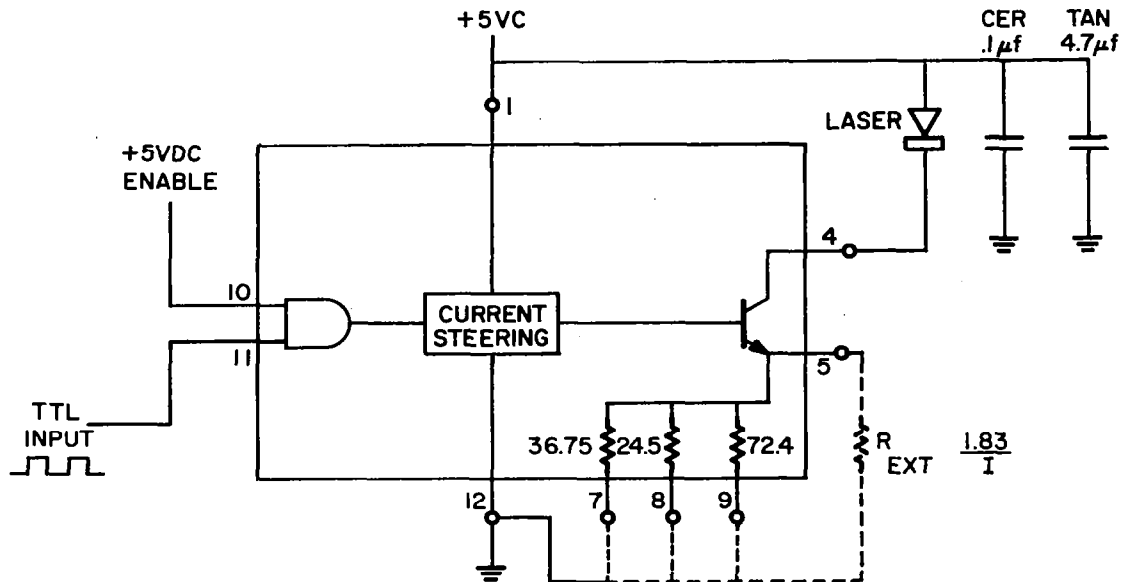 +5VC
CER
.1μf
TAN
4.7μf
1
LASER
+5VDC
ENABLE
4
10
CURRENT
STEERING
11
5
TTL
INPUT
36.75
24.5
72.4
R
EXT
1.83
I
12
7
8
9